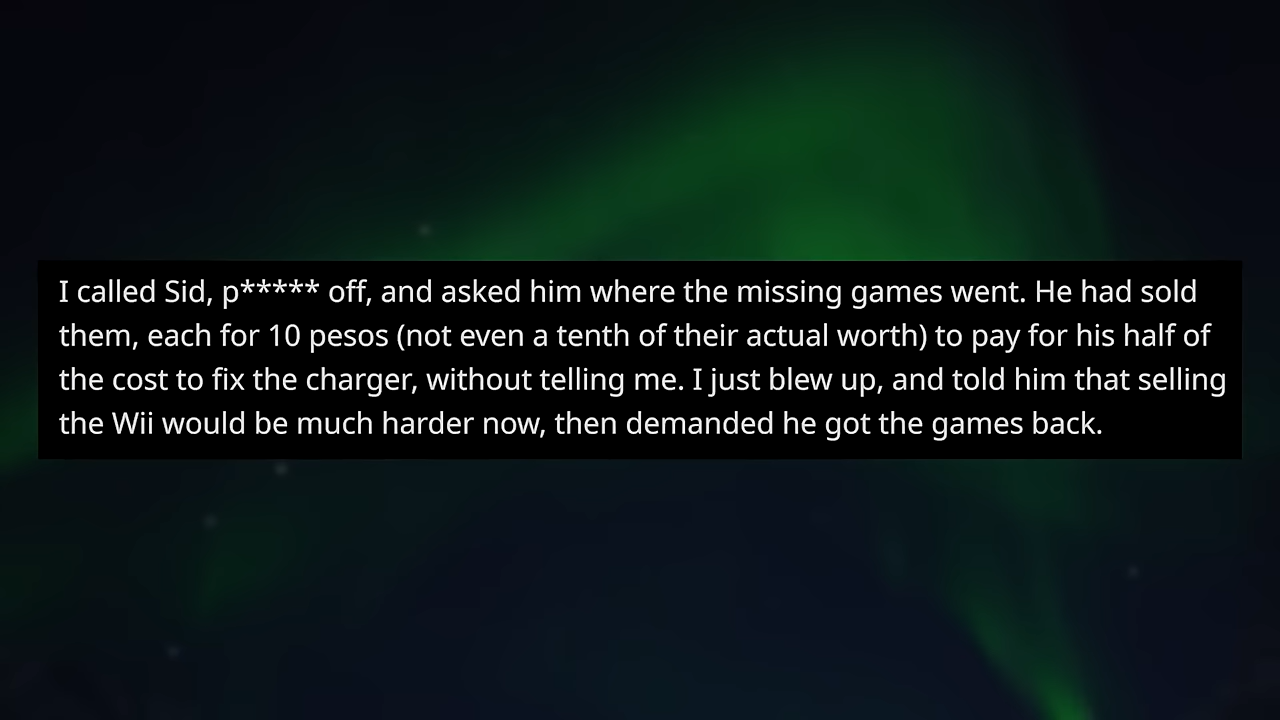 I called Sid, p***** off, and asked him where the missing games went. He had sold
them, each for 10 pesos (not even a tenth of their actual worth) to pay for his half of
the cost to fix the charger, without telling me. I just blew up, and told him that selling
the Wii would be much harder now, then demanded he got the games back.